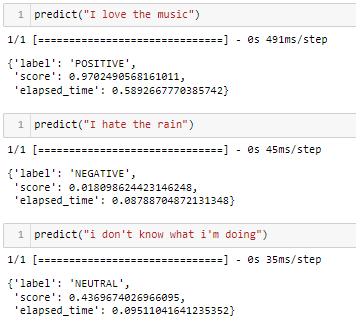 1 predict("I love the music")
1/1 [==============================] - 0s 491ms/step
{'label': 'POSITIVE',
'score': 0.9702490568161011,
'elapsed_time': 0.5892667770385742}
1 predict("I hate the rain")
1/1 [==============================] - 0s 45ms/step
{'label': 'NEGATIVE',
'score': 0.018098624423146248,
'elapsed_time': 0.08788704872131348}
1 predict("i don't know what i'm doing")
1/1 [==============================] - 0s 35ms/step
{'label': 'NEUTRAL',
'score': 0.4369674026966095,
'elapsed_time': 0.09511041641235352}